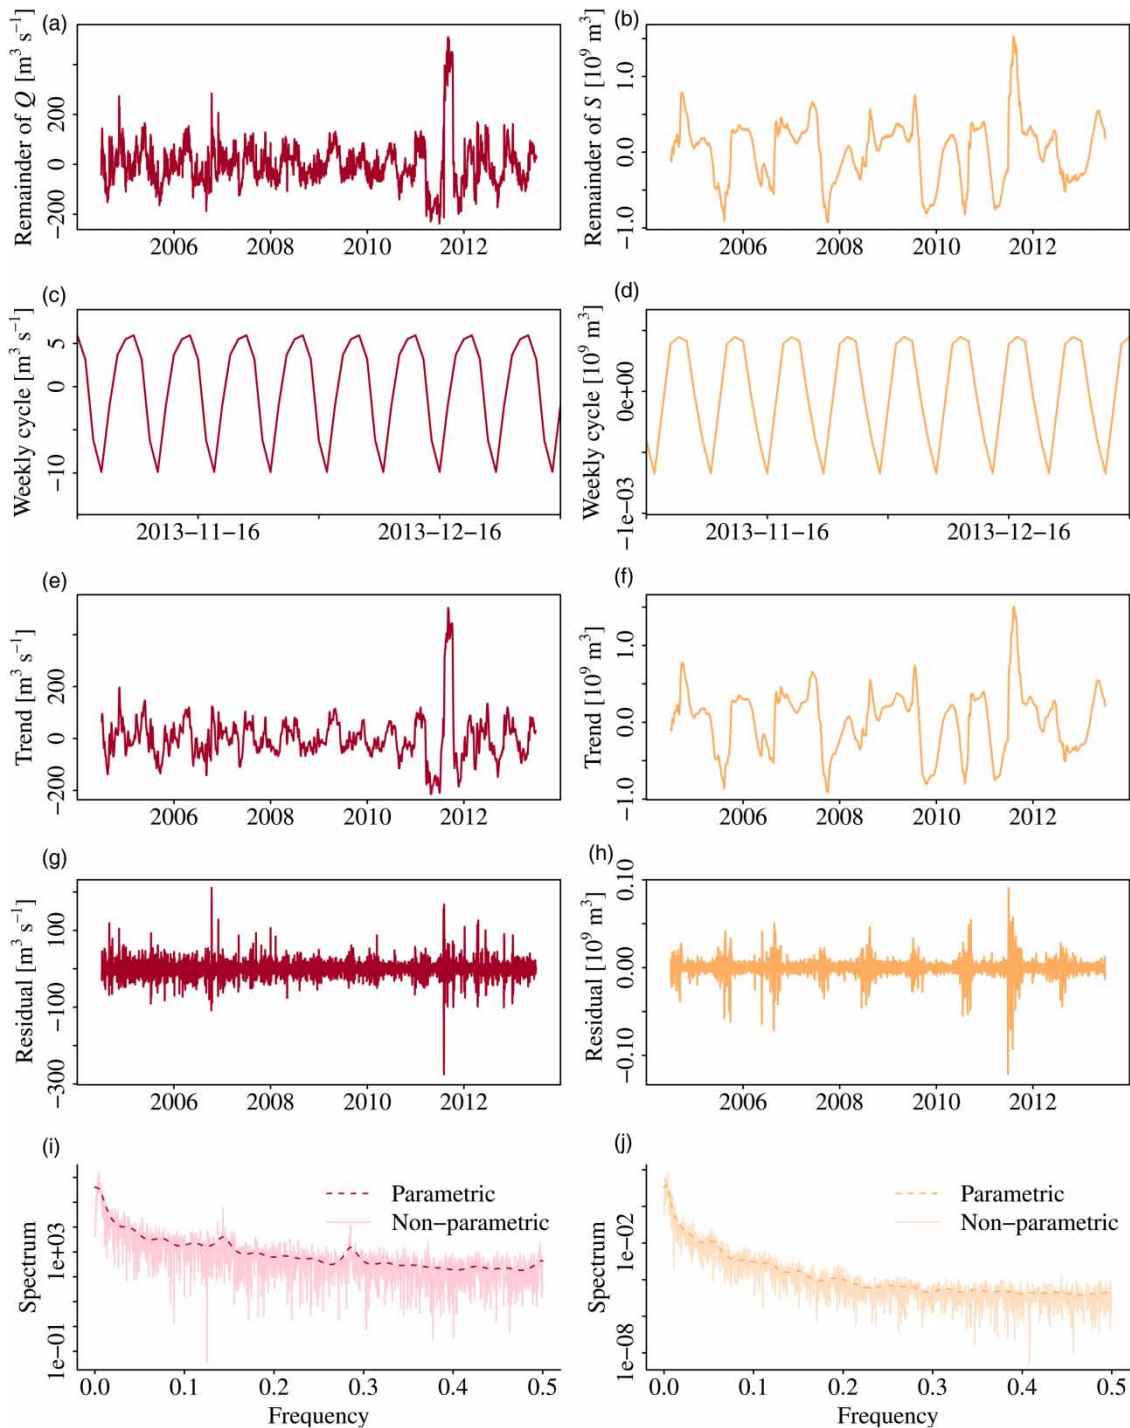 (a)
Remainder of Q [m³ s⁻¹]
200
0
−200
2006 2008 2010 2012
(b)
Remainder of S [10⁹ m³]
1.0
0.0
−1.0
2006 2008 2010 2012
(c)
Weekly cycle [m³ s⁻¹]
5
0
−10
2013−11−16 2013−12−16
(d)
Weekly cycle [10⁹ m³]
0e+00
−1e−03
2013−11−16 2013−12−16
(e)
Trend [m³ s⁻¹]
200
0
−200
2006 2008 2010 2012
(f)
Trend [10⁹ m³]
1.0
0.0
−1.0
2006 2008 2010 2012
(g)
Residual [m³ s⁻¹]
100
−100
−300
2006 2008 2010 2012
(h)
Residual [10⁹ m³]
0.10
0.00
−0.10
2006 2008 2010 2012
(i)
Spectrum
1e+03
1e−01
Parametric
Non−parametric
0.0 0.1 0.2 0.3 0.4 0.5
Frequency
(j)
Spectrum
1e−02
1e−08
Parametric
Non−parametric
0.0 0.1 0.2 0.3 0.4 0.5
Frequency